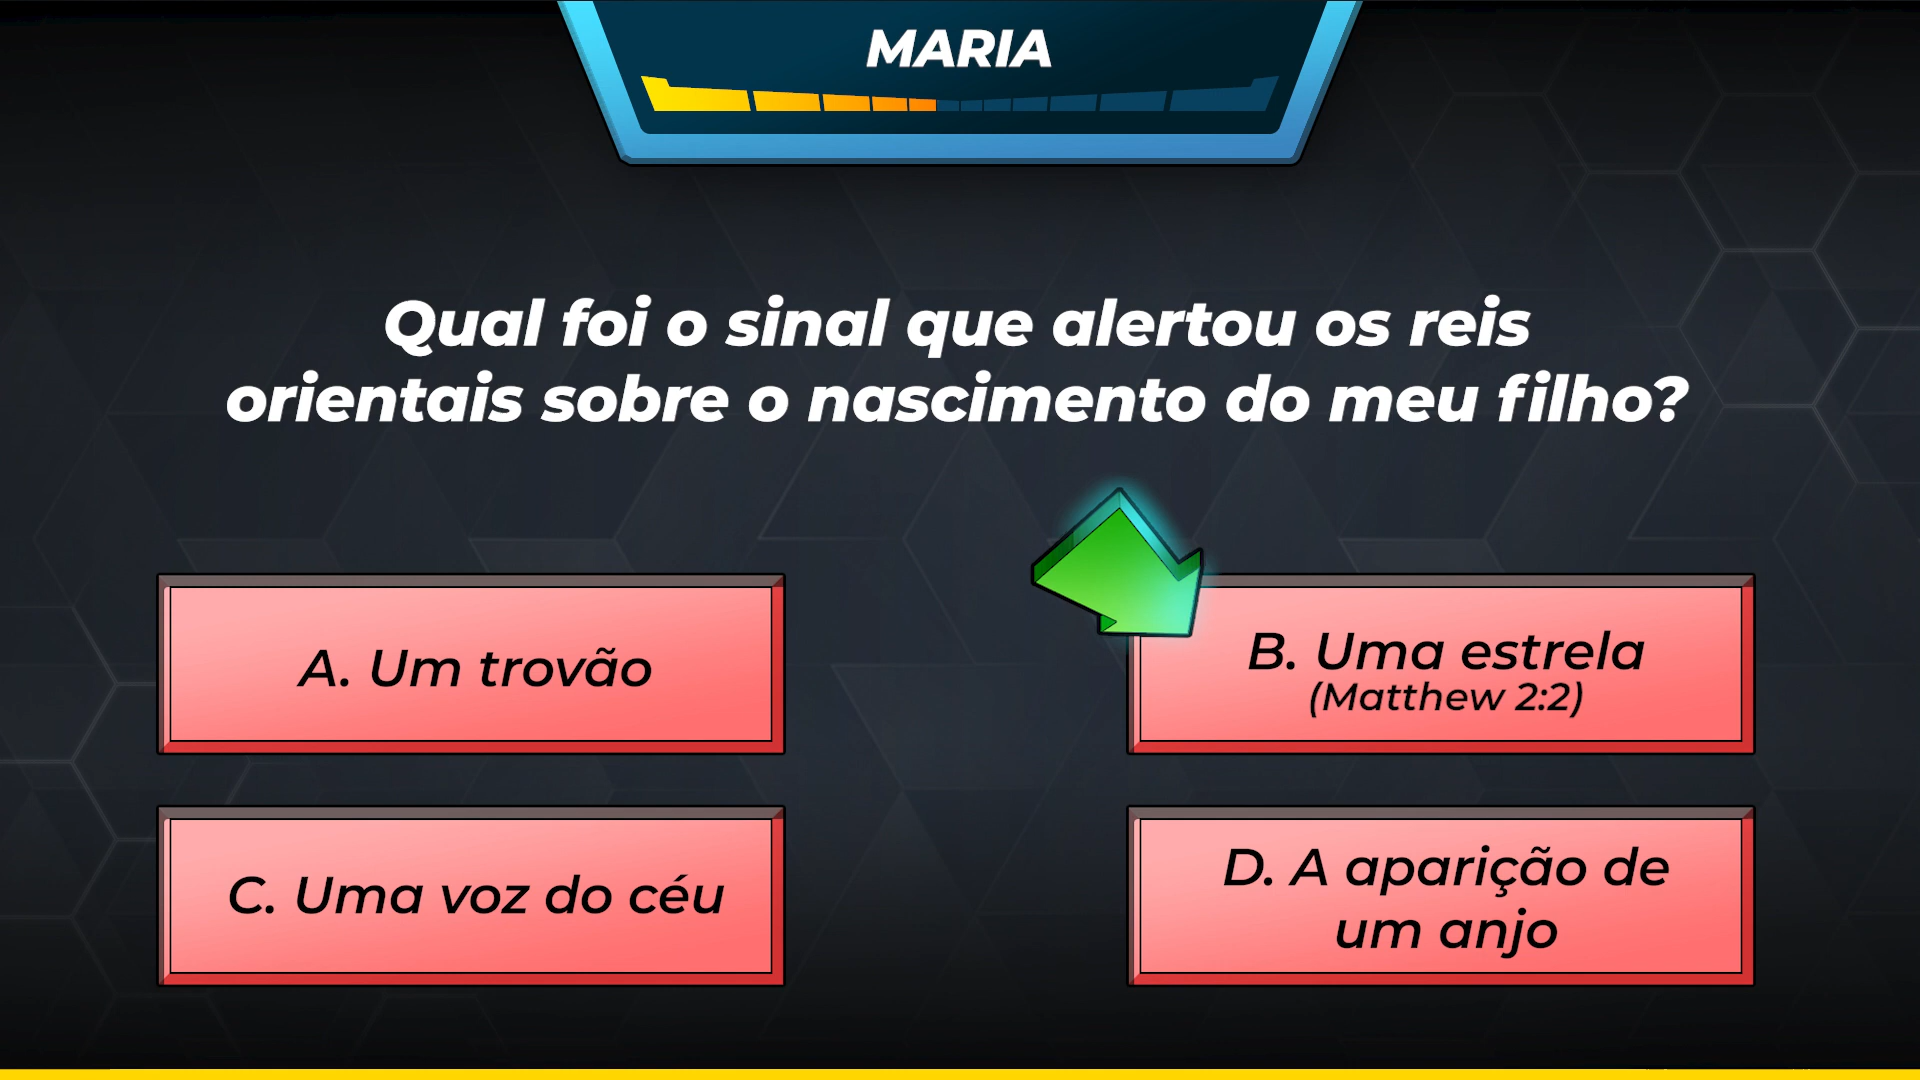 MARIA
Qual foi o sinal que alertou os reis
orientais sobre o nascimento do meu filho?
A. Um trovão
B. Uma estrela
(Matthew 2:2)
C. Uma voz do céu
D. A aparição de
um anjo